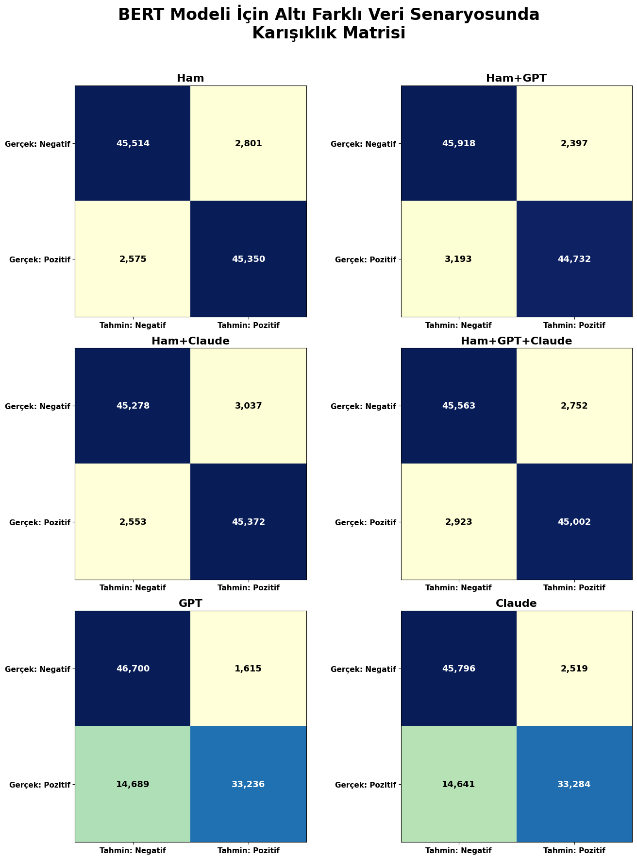 BERT Modeli İçin Altı Farklı Veri Senaryosunda
Karışıklık Matrisi
Ham
Gerçek: Negatif 45,514 2,801
Gerçek: Pozitif 2,575 45,350
Tahmin: Negatif Tahmin: Pozitif
Ham+GPT
Gerçek: Negatif 45,918 2,397
Gerçek: Pozitif 3,193 44,732
Tahmin: Negatif Tahmin: Pozitif
Ham+Claude
Gerçek: Negatif 45,278 3,037
Gerçek: Pozitif 2,553 45,372
Tahmin: Negatif Tahmin: Pozitif
Ham+GPT+Claude
Gerçek: Negatif 45,563 2,752
Gerçek: Pozitif 2,923 45,002
Tahmin: Negatif Tahmin: Pozitif
GPT
Gerçek: Negatif 46,700 1,615
Gerçek: Pozitif 14,689 33,236
Tahmin: Negatif Tahmin: Pozitif
Claude
Gerçek: Negatif 45,796 2,519
Gerçek: Pozitif 14,641 33,284
Tahmin: Negatif Tahmin: Pozitif